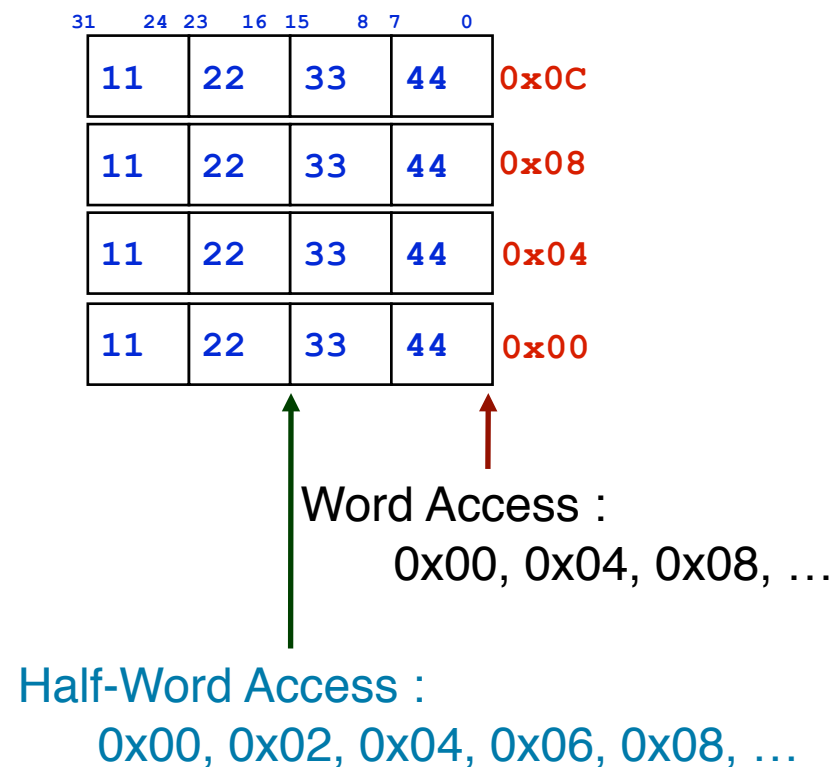 31 24 23 16 15 8 7 0
11 22 33 44 0x0C
11 22 33 44 0x08
11 22 33 44 0x04
11 22 33 44 0x00
Word Access :
0x00, 0x04, 0x08, …
Half-Word Access :
0x00, 0x02, 0x04, 0x06, 0x08, …